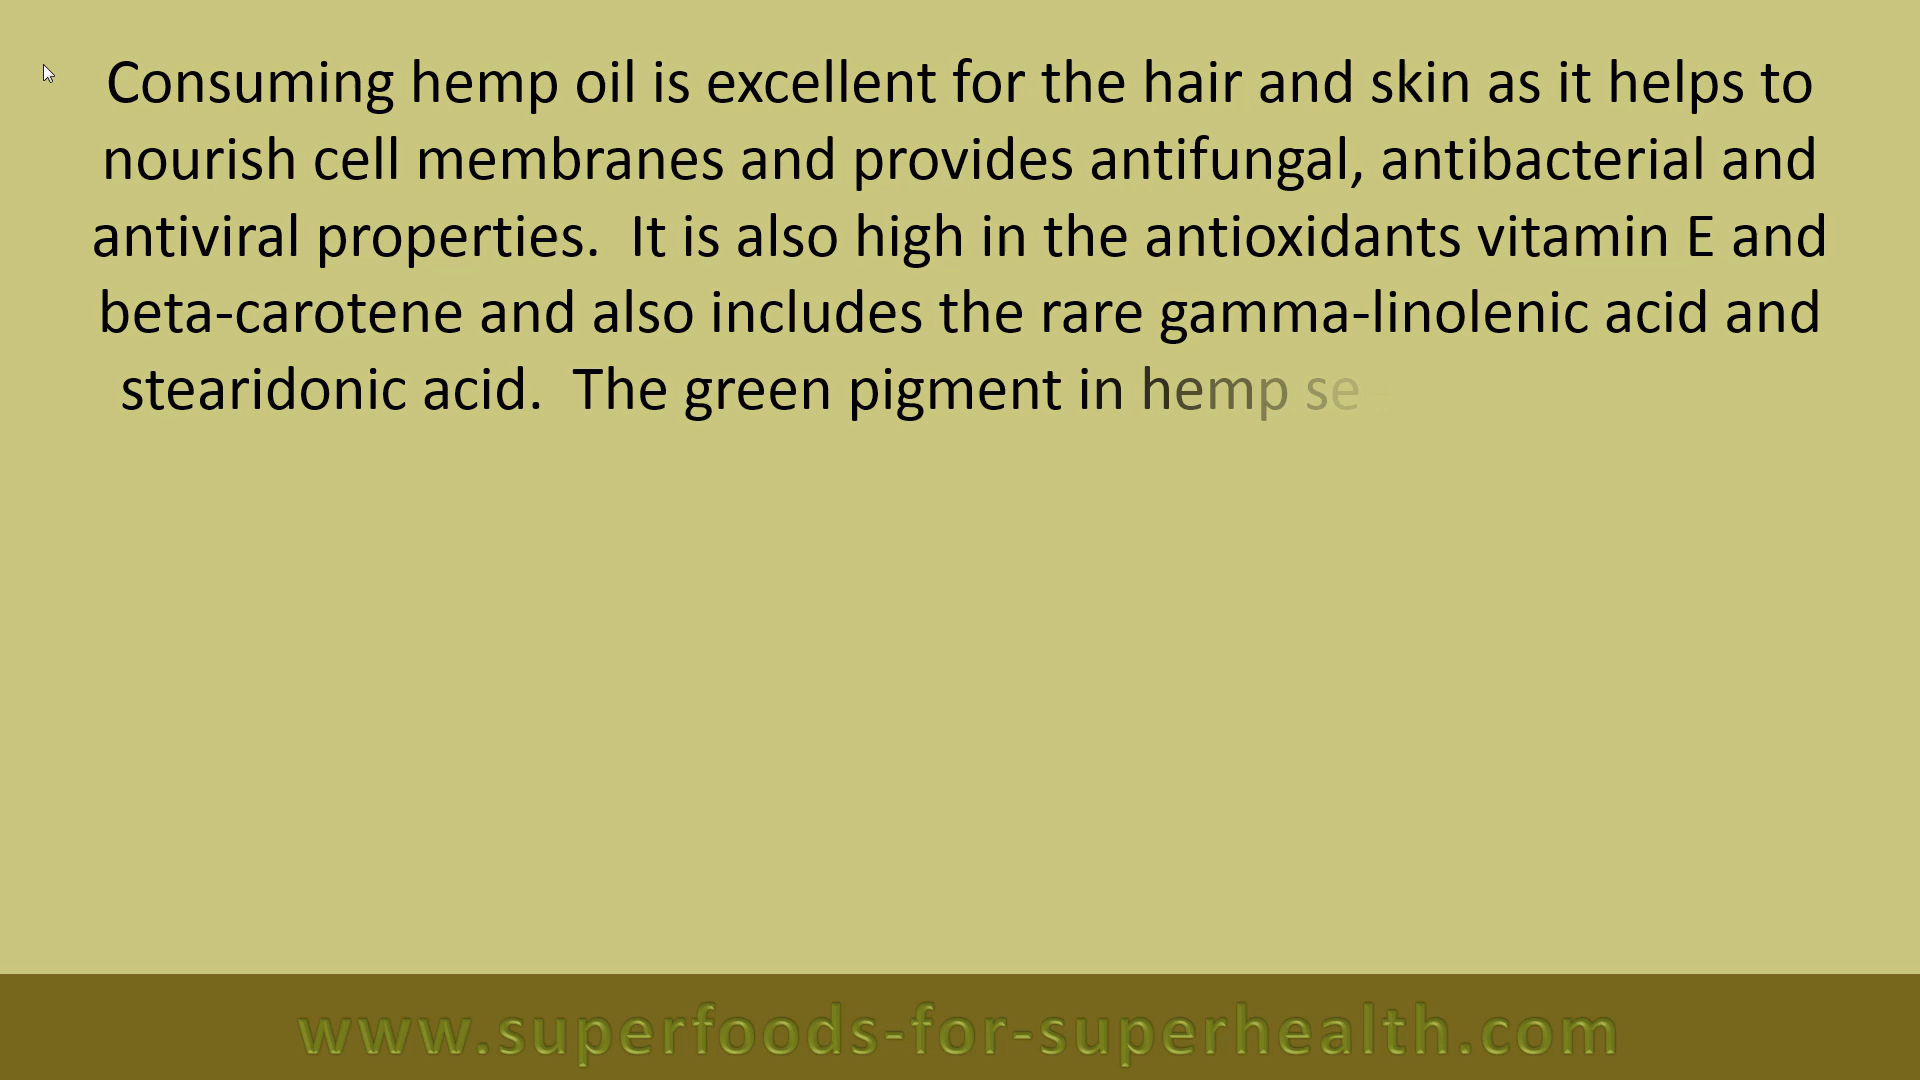 Consuming hemp oil is excellent for the hair and skin as it helps to
nourish cell membranes and provides antifungal, antibacterial and
antiviral properties.  It is also high in the antioxidants vitamin E and
beta-carotene and also includes the rare gamma-linolenic acid and
stearidonic acid.  The green pigment in hemp se
www.superfoods-for-superhealth.com